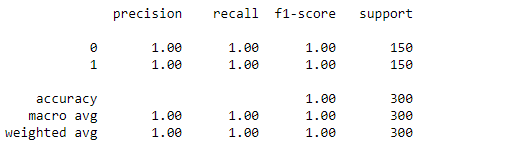 precision recall f1-score support
0 1.00 1.00 1.00 150
1 1.00 1.00 1.00 150
accuracy 1.00 300
macro avg 1.00 1.00 1.00 300
weighted avg 1.00 1.00 1.00 300